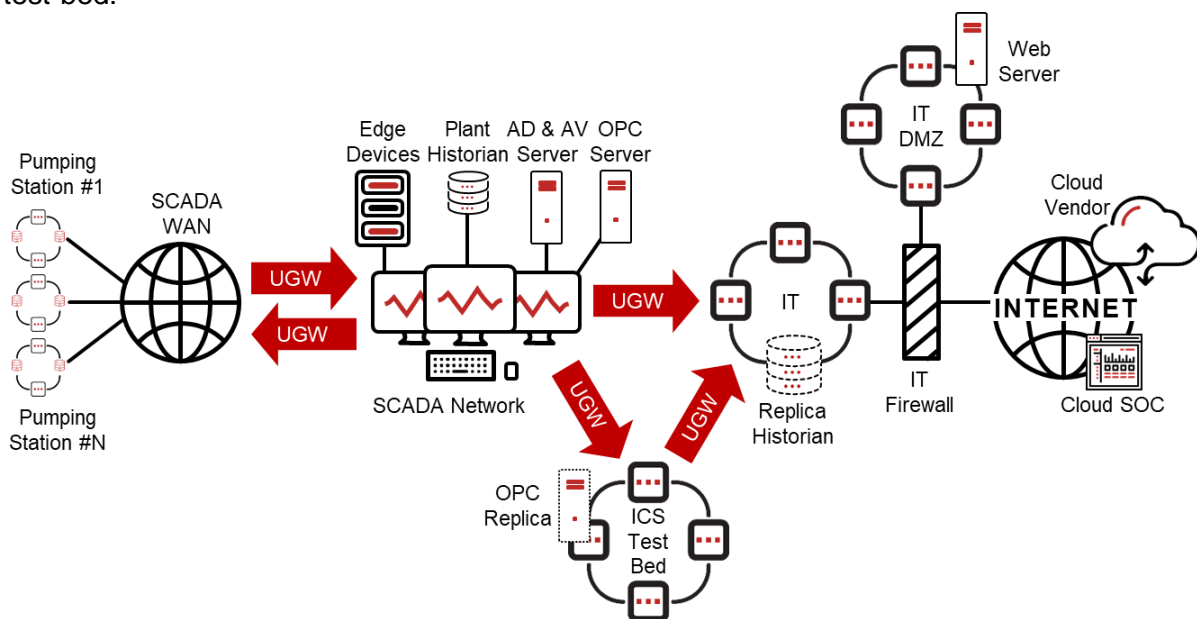 test bed.
Web
Server
IT
DMZ
Edge
Devices
Plant
Historian
AD & AV
Server
OPC
Server
Pumping
Station #1
SCADA
WAN
Cloud
Vendor
UGW
UGW
UGW
IT
INTERNET
SCADA Network
IT
Firewall
Cloud SOC
Replica
Historian
UGW
UGW
Pumping
Station #N
OPC
Replica
ICS
Test
Bed